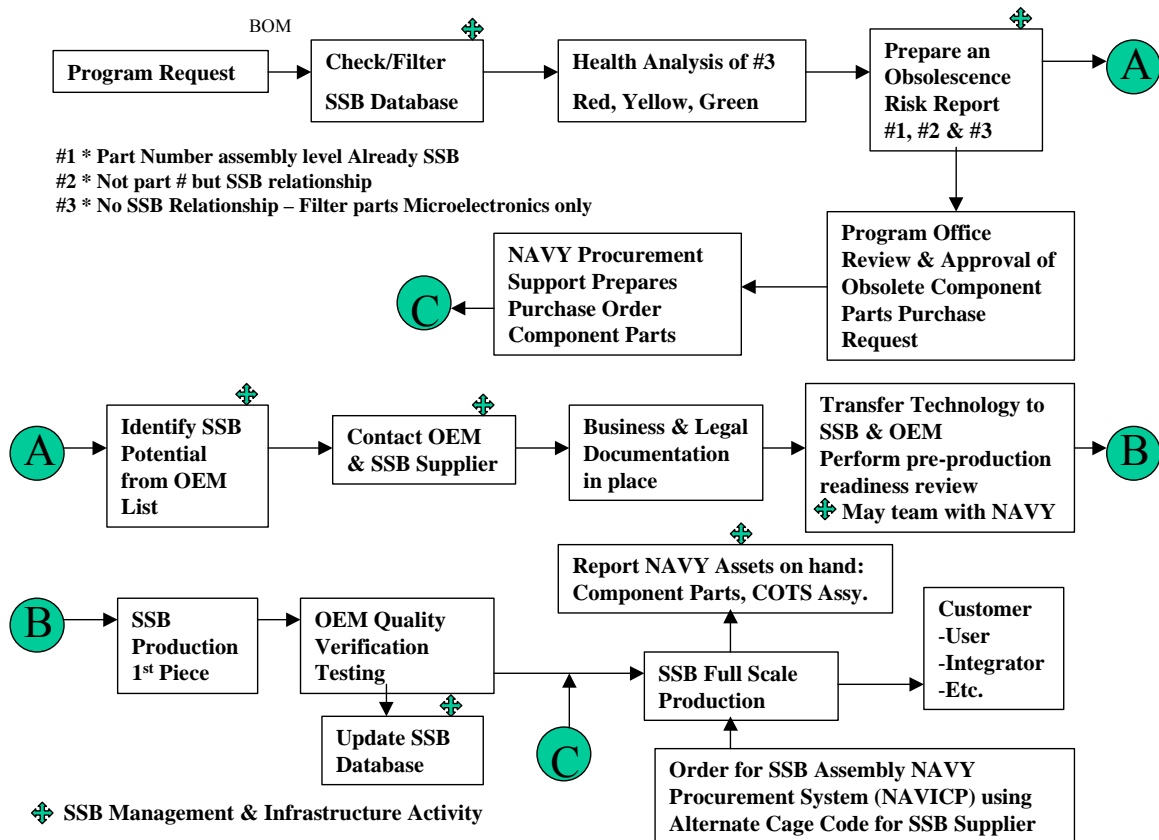 BOM
Program Request
Check/Filter
SSB Database
Health Analysis of #3
Red, Yellow, Green
Prepare an
Obsolescence
Risk Report
#1, #2 & #3
A
#1 * Part Number assembly level Already SSB
#2 * Not part # but SSB relationship
#3 * No SSB Relationship – Filter parts Microelectronics only
Program Office
Review & Approval of
Obsolete Component
Parts Purchase
Request
NAVY Procurement
Support Prepares
Purchase Order
Component Parts
C
A
Identify SSB
Potential
from OEM
List
Contact OEM
& SSB Supplier
Business & Legal
Documentation
in place
Transfer Technology to
SSB & OEM
Perform pre-production
readiness review
May team with NAVY
B
Report NAVY Assets on hand:
Component Parts, COTS Assy.
B
SSB
Production
1st Piece
OEM Quality
Verification
Testing
SSB Full Scale
Production
Customer
-User
-Integrator
-Etc.
Update SSB
Database
C
Order for SSB Assembly NAVY
Procurement System (NAVICP) using
Alternate Cage Code for SSB Supplier
SSB Management & Infrastructure Activity